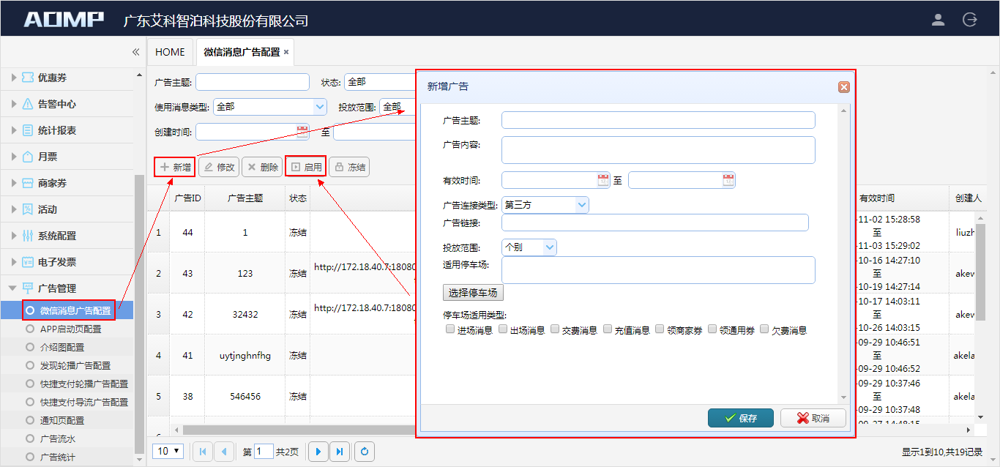 AOMP 广东艾科智泊科技股份有限公司
« HOME 微信消息广告配置 ×
优惠券
告警中心
统计报表
月票
商家券
活动
系统配置
电子发票
广告管理
微信消息广告配置
APP启动页配置
介绍图配置
发现轮播广告配置
快捷支付轮播广告配置
快捷支付导流广告配置
通知页配置
广告流水
广告统计
广告主题: 状态: 全部
使用消息类型: 全部 投放范围: 全部
创建时间: 至
新增 修改 删除 启用 冻结
广告ID 广告主题 状态 有效时间 创建人
1 44 1 冻结 -11-02 15:28:58 至 -11-03 15:29:02 liuzh
2 43 123 冻结 http://172.18.40.7:18080 -10-16 14:27:10 至 -10-19 14:27:14 akew
3 42 32432 冻结 http://172.18.40.7:18080 -10-17 14:03:11 至 -10-26 14:03:15 akew
4 41 uytjnghnfhg 冻结 -09-29 10:46:51 至 -09-29 10:46:52 akela
5 38 546456 冻结 -09-29 10:37:46 至 -09-29 10:37:48 akela
新增广告
广告主题:
广告内容:
有效时间: 至
广告连接类型: 第三方
广告链接:
投放范围: 个别
适用停车场:
选择停车场
停车场适用类型:
进场消息 出场消息 交费消息 充值消息 领商家券 领通用券 欠费消息
保存 取消
10 第 1 共2页 显示1到10,共19记录